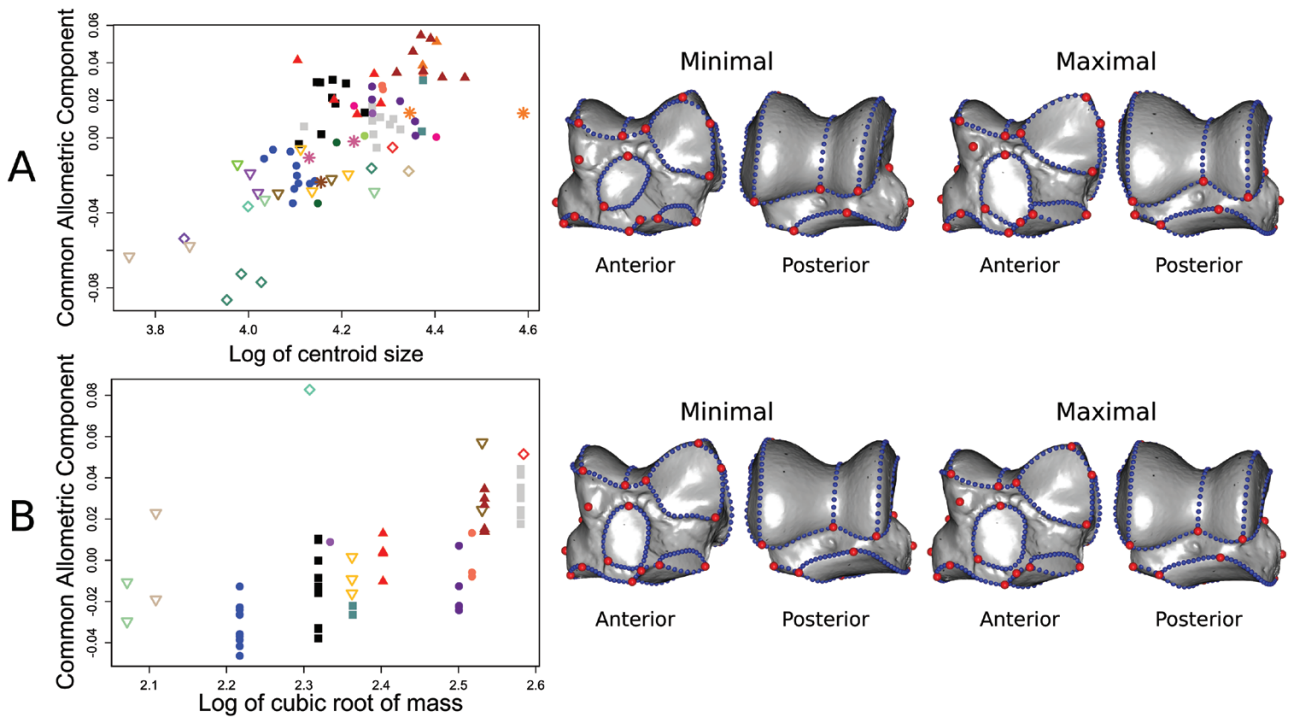 A
Common Allometric Component
0.06
0.04
0.02
0.00
-0.04
-0.08
3.8 4.0 4.2 4.4 4.6
Log of centroid size
Minimal Maximal
Anterior Posterior Anterior Posterior
B
Common Allometric Component
0.08
0.06
0.04
0.02
0.00
-0.02
-0.04
2.1 2.2 2.3 2.4 2.5 2.6
Log of cubic root of mass
Minimal Maximal
Anterior Posterior Anterior Posterior